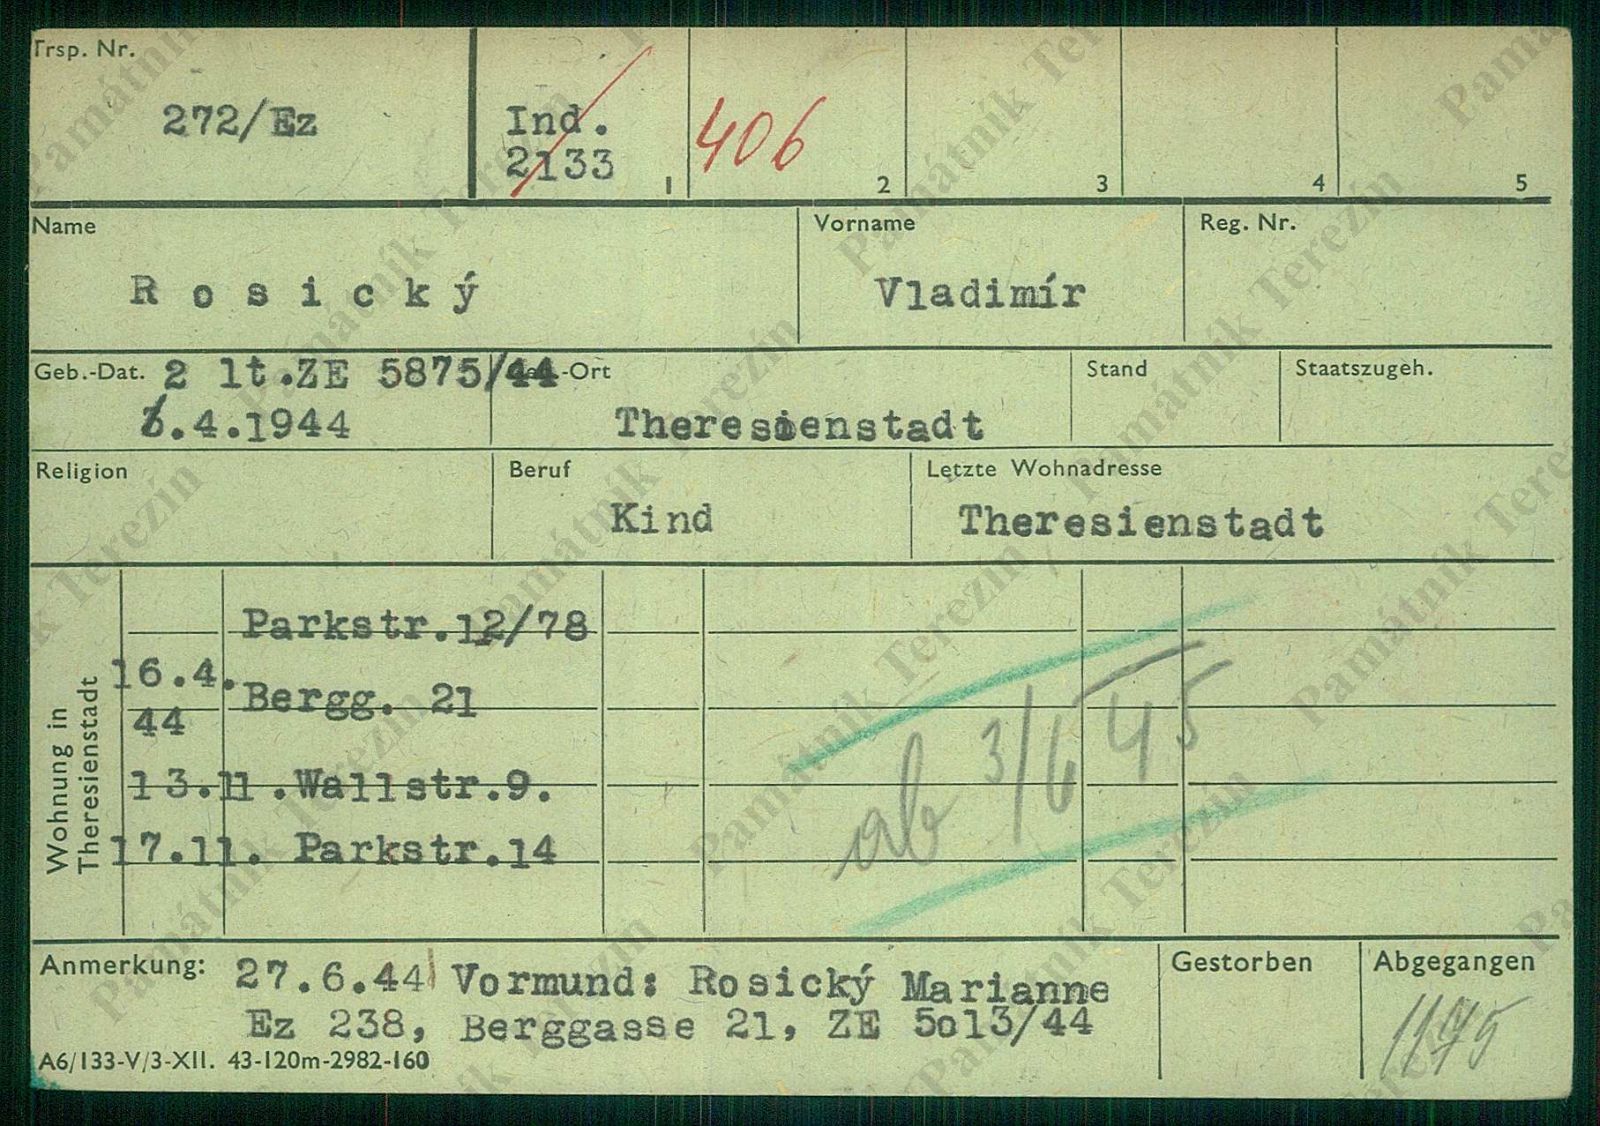 Trsp. Nr.
272/Ez
Ind.
2133
1
406
2
3
4
5
Name
Rosický
Vorname
Vladimír
Reg. Nr.
Geb.-Dat. 2 lt.ZE 5875/44
.4.1944
-Ort
Theresienstadt
Stand
Staatszugeh.
Religion
Beruf
Kind
Letzte Wohnadresse
Theresienstadt
Wohnung in
Theresienstadt
Parkstr.12/78
16.4.
44
Bergg. 21
13.11.Wallstr.9.
17.11. Parkstr.14
ab 3/6 45
Anmerkung: 27.6.44 Vormund: Rosický Marianne
Ez 238, Berggasse 21, ZE 5013/44
Gestorben
Abgegangen
A6/133-V/3-XII. 43-120m-2982-160
Památník Terezín